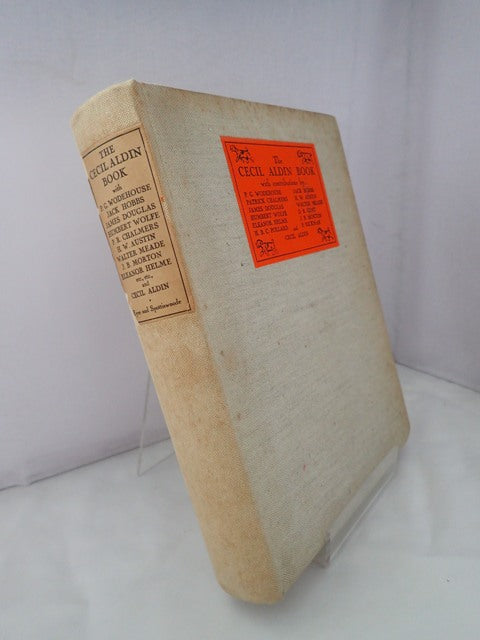 THE
CECIL ALDIN
BOOK
with
P. G. WODEHOUSE
JACK HOBBS
JAMES DOUGLAS
HUMBERT WOLFE
P. R. CHALMERS
H. W. AUSTIN
WALTER MEADE
J. B. MORTON
ELEANOR HELME
etc., etc.,
and
CECIL ALDIN
Eyre and Spottiswoode
The
CECIL ALDIN BOOK
with contributions by:—
P. G. WODEHOUSE JACK HOBBS
PATRICK CHALMERS H. W. AUSTIN
JAMES DOUGLAS WALTER MEADE
HUMBERT WOLFE
ELEANOR HELME J. B. MORTON
H. B. C. POLLARD and
CECIL ALDIN